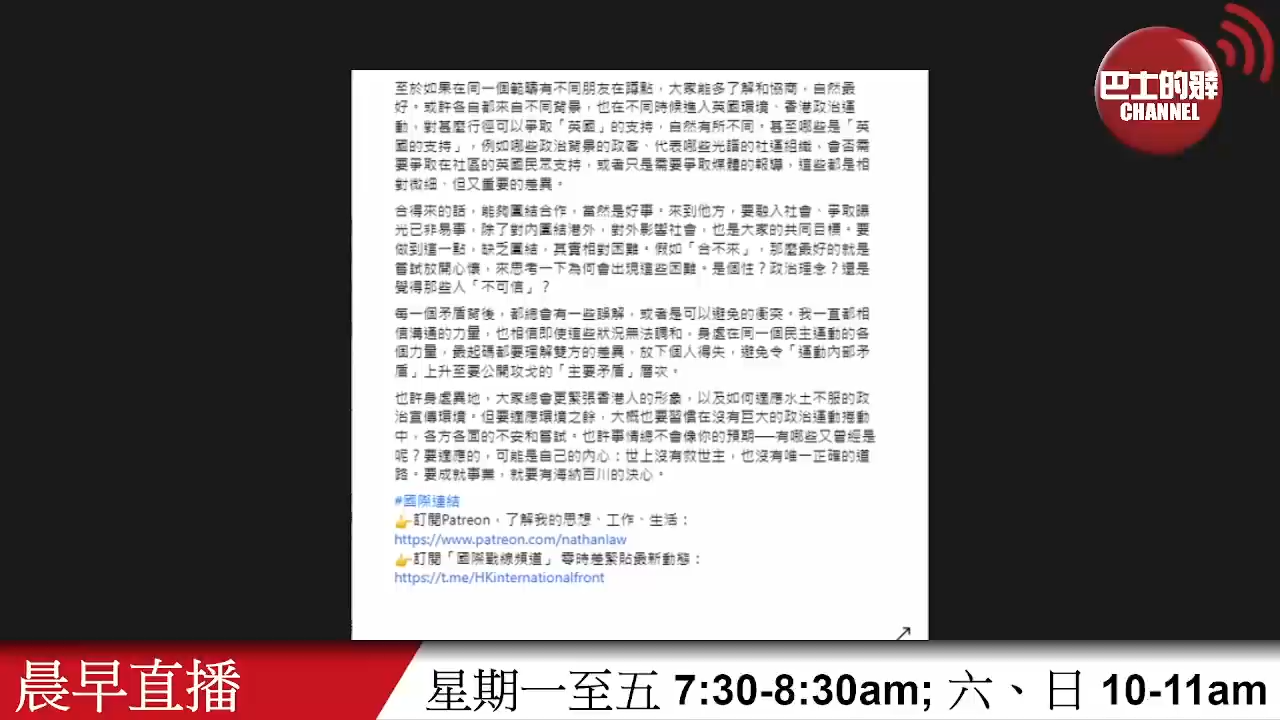 巴士的報
CHANNEL
至於如果在同一個範疇有不同朋友在蹲點，大家能多了解和協商，自然最
好。或許各自都來自不同背景，也在不同時候進入英國環境、香港政治運
動，對甚麼行徑可以爭取「英國」的支持，自然有所不同。甚至哪些是「英
國的支持」，例如哪些政治背景的政客、代表哪些光譜的社運組織、會否需
要爭取在社區的英國民眾支持，或者只是需要爭取媒體的報導，這些都是相
對微細、但又重要的差異。
合得來的話，能夠團結合作，當然是好事。來到他方，要融入社會、爭取曝
光已非易事，除了對內團結港外，對外影響社會，也是大家的共同目標。要
做到這一點，缺乏團結，其實相對困難。假如「合不來」，那麼最好的就是
嘗試放開心懷，來思考一下為何會出現這些困難。是個性？政治理念？還是
覺得那些人「不可信」？
每一個矛盾背後，都總會有一些誤解，或者是可以避免的衝突。我一直都相
信溝通的力量，也相信即使這些狀況無法調和，身處在同一個民主運動的各
個力量，最起碼都要理解雙方的差異，放下個人得失，避免令「運動內部矛
盾」上升至要公開攻戈的「主要矛盾」層次。
也許身處異地，大家總會更緊張香港人的形象，以及如何適應水土不服的政
治宣傳環境。但要適應環境之餘，大概也要習慣在沒有巨大的政治運動捲動
中，各方各面的不安和嘗試。也許事情總不會像你的預期──有哪些又曾經是
呢？要適應的，可能是自己的內心：世上沒有救世主，也沒有唯一正確的道
路。要成就事業，就要有海納百川的決心。
#國際連結
👉訂閱Patreon，了解我的思想、工作、生活：
https://www.patreon.com/nathanlaw
👉訂閱「國際戰線頻道」 零時差緊貼最新動態：
https://t.me/HKinternationalfront
晨早直播
星期一至五 7:30-8:30am; 六、日 10-11am